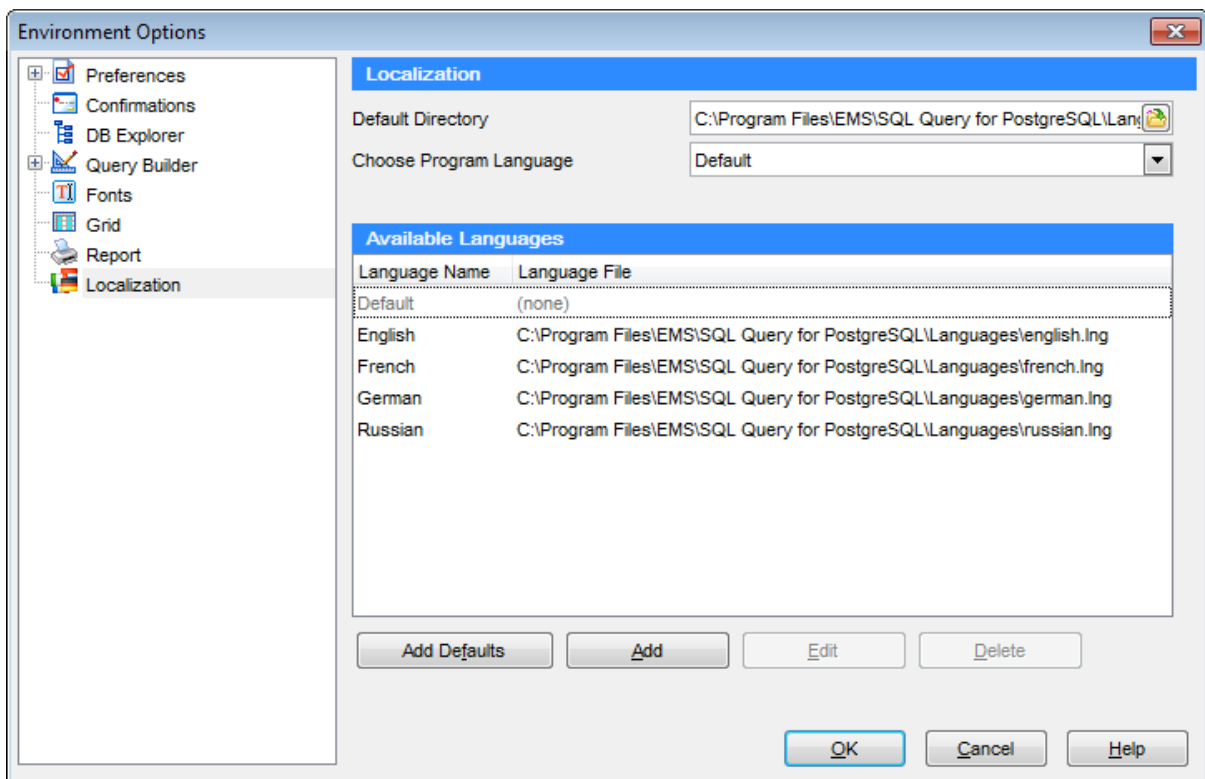 Environment Options
Preferences
Confirmations
DB Explorer
Query Builder
Fonts
Grid
Report
Localization
Localization
Default Directory C:\Program Files\EMS\SQL Query for PostgreSQL\Lang
Choose Program Language Default
Available Languages
Language Name Language File
Default (none)
English C:\Program Files\EMS\SQL Query for PostgreSQL\Languages\english.lng
French C:\Program Files\EMS\SQL Query for PostgreSQL\Languages\french.lng
German C:\Program Files\EMS\SQL Query for PostgreSQL\Languages\german.lng
Russian C:\Program Files\EMS\SQL Query for PostgreSQL\Languages\russian.lng
Add Defaults Add Edit Delete
OK Cancel Help